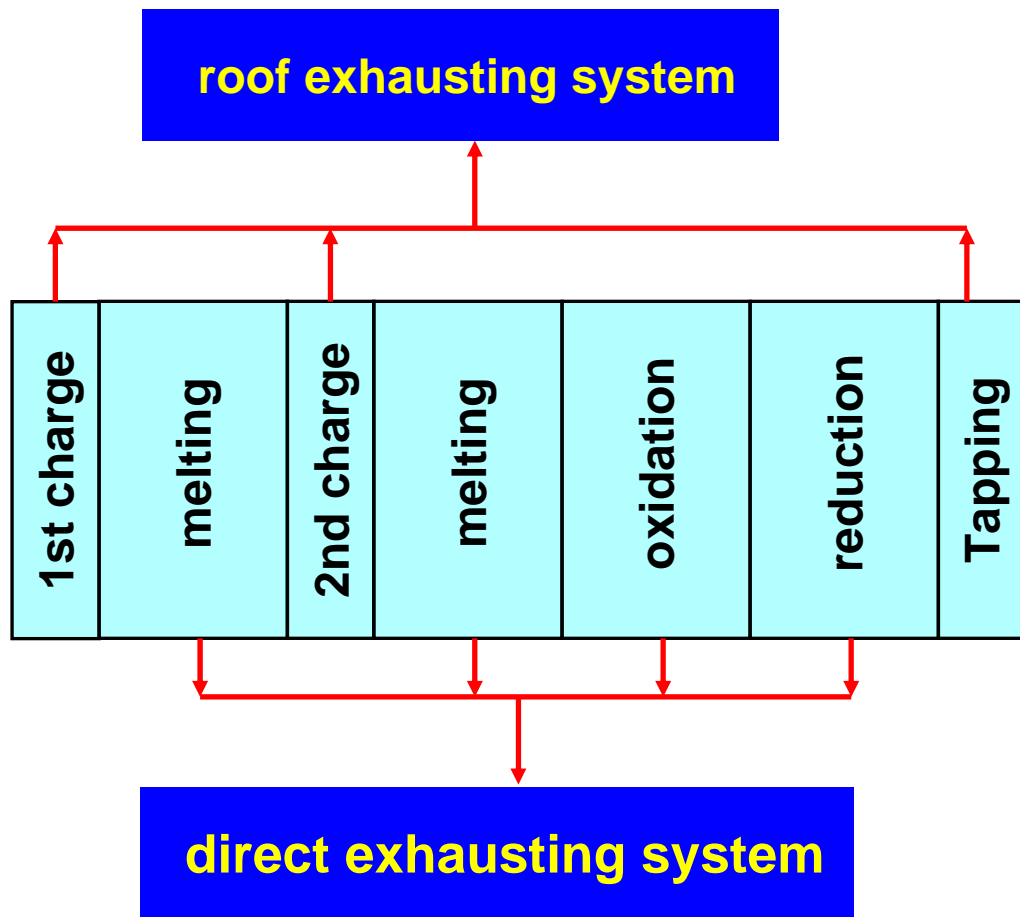 roof exhausting system
1st charge
melting
2nd charge
melting
oxidation
reduction
Tapping
direct exhausting system